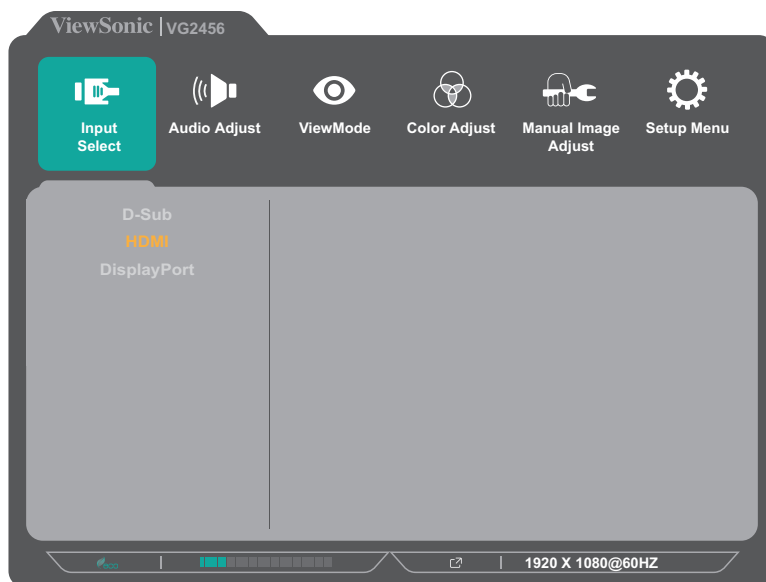 ViewSonic | VG2456
Input
Select
Audio Adjust
ViewMode
Color Adjust
Manual Image
Adjust
Setup Menu
D-Sub
HDMI
DisplayPort
eco
1920 X 1080@60HZ